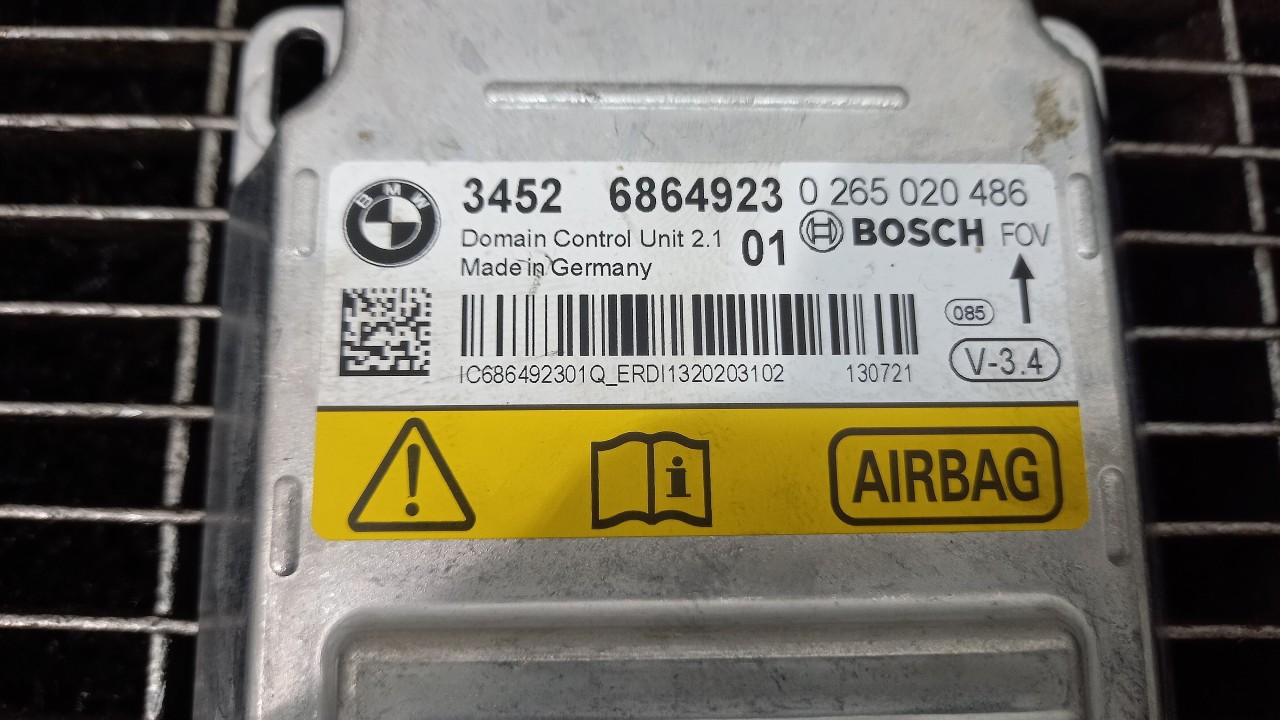 BMW
3452 6864923 01
0 265 020 486
Domain Control Unit 2.1
BOSCH FOV
Made in Germany
085
V-3.4
IC686492301Q_ERDI1320203102 130721
i
AIRBAG